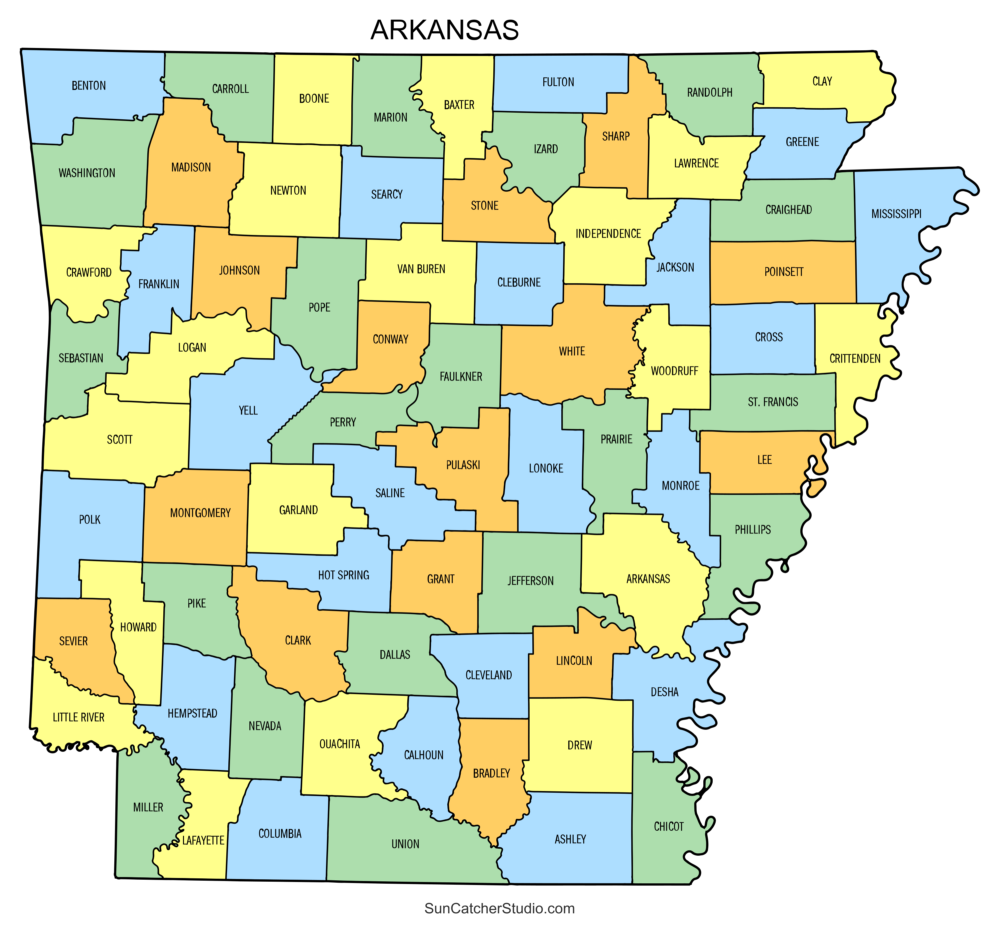 ARKANSAS
BENTON
CARROLL
BOONE
MARION
BAXTER
FULTON
RANDOLPH
CLAY
SHARP
IZARD
GREENE
LAWRENCE
WASHINGTON
MADISON
NEWTON
SEARCY
STONE
CRAIGHEAD
MISSISSIPPI
INDEPENDENCE
JACKSON
POINSETT
CRAWFORD
FRANKLIN
JOHNSON
POPE
VAN BUREN
CLEBURNE
CONWAY
WHITE
WOODRUFF
CROSS
CRITTENDEN
SEBASTIAN
LOGAN
FAULKNER
ST. FRANCIS
YELL
PERRY
SCOTT
PULASKI
LONOKE
PRAIRIE
LEE
MONROE
SALINE
GARLAND
MONTGOMERY
POLK
PHILLIPS
HOT SPRING
GRANT
JEFFERSON
ARKANSAS
PIKE
HOWARD
SEVIER
CLARK
DALLAS
CLEVELAND
LINCOLN
DESHA
LITTLE RIVER
HEMPSTEAD
NEVADA
OUACHITA
CALHOUN
BRADLEY
DREW
MILLER
LAFAYETTE
COLUMBIA
UNION
ASHLEY
CHICOT
SunCatcherStudio.com